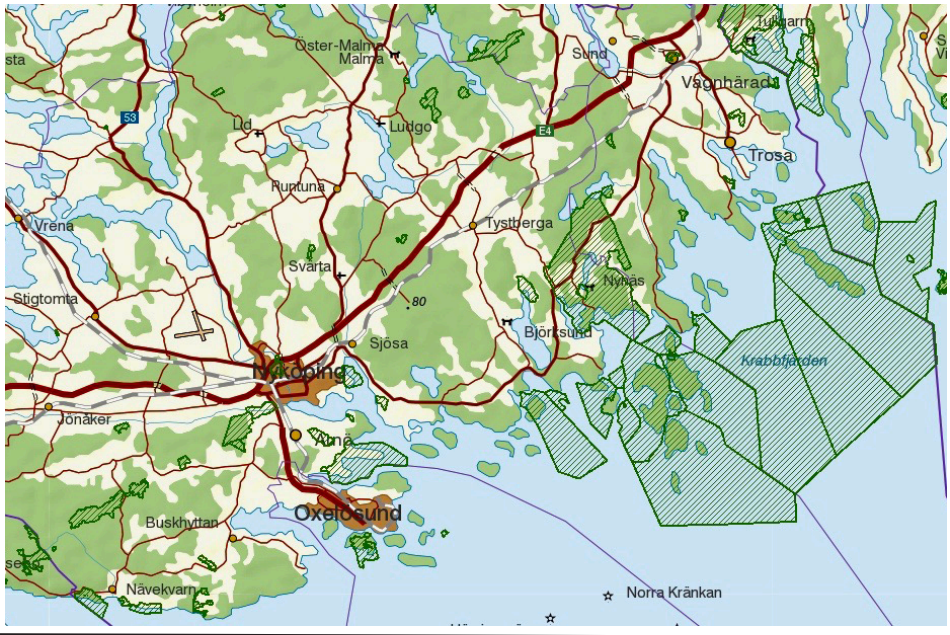 Tullgarn
Öster-Malma
Malma
Sund
sta
Vagnhärad
53
Lid
Ludgo
E4
Trosa
Runtuna
Vrena
Tystberga
Svarta
Nynäs
Stigtomta
80
Björksund
Sjösa
Krabbfjärden
Nyköping
Jönåker
Arnö
Oxelösund
Buskhyttan
Nävekvarn
Norra Kränkan